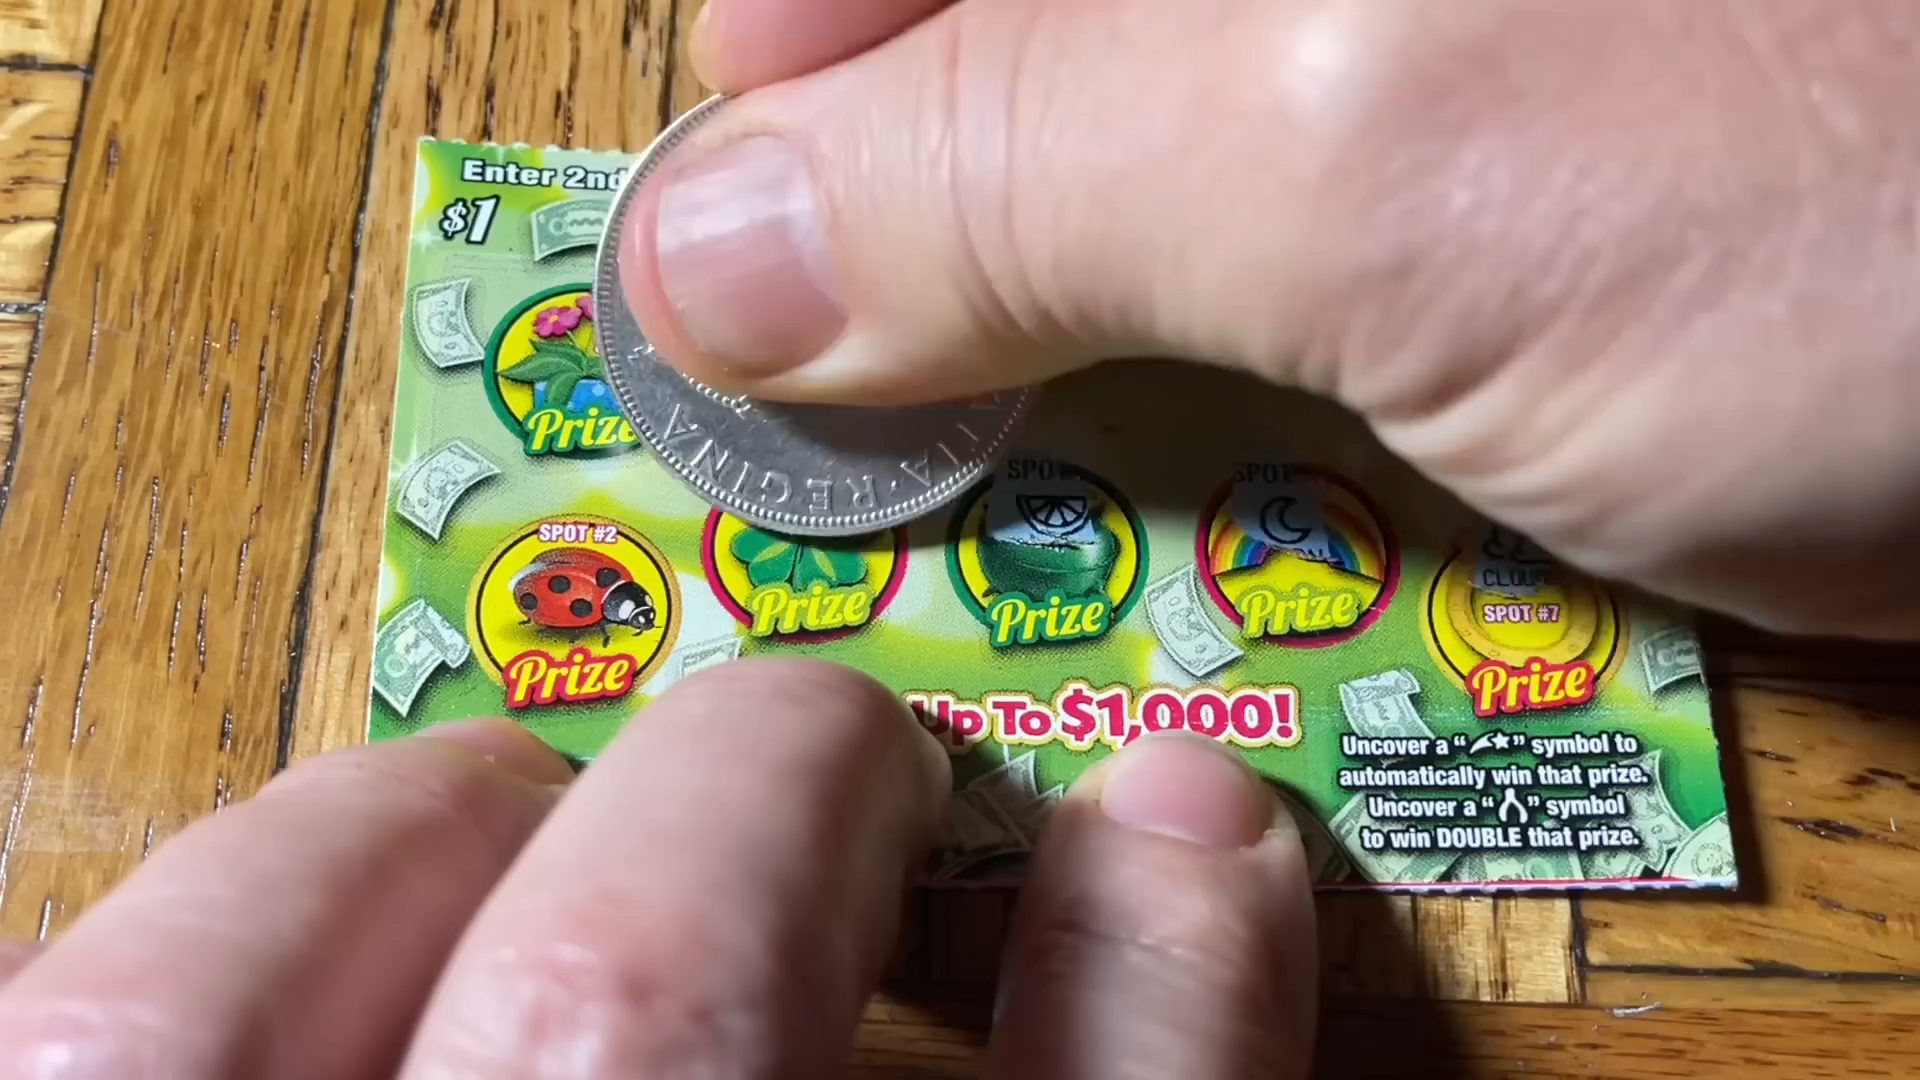 Enter 2nd
$1
Prize
REGINA
SPOT
SPOT
SPOT #2
Prize
Prize
Prize
Prize
SPOT #7
Prize
Up To $1,000!
Uncover a “ ” symbol to
automatically win that prize.
Uncover a “ ” symbol
to win DOUBLE that prize.